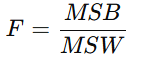 F = MSB / MSW